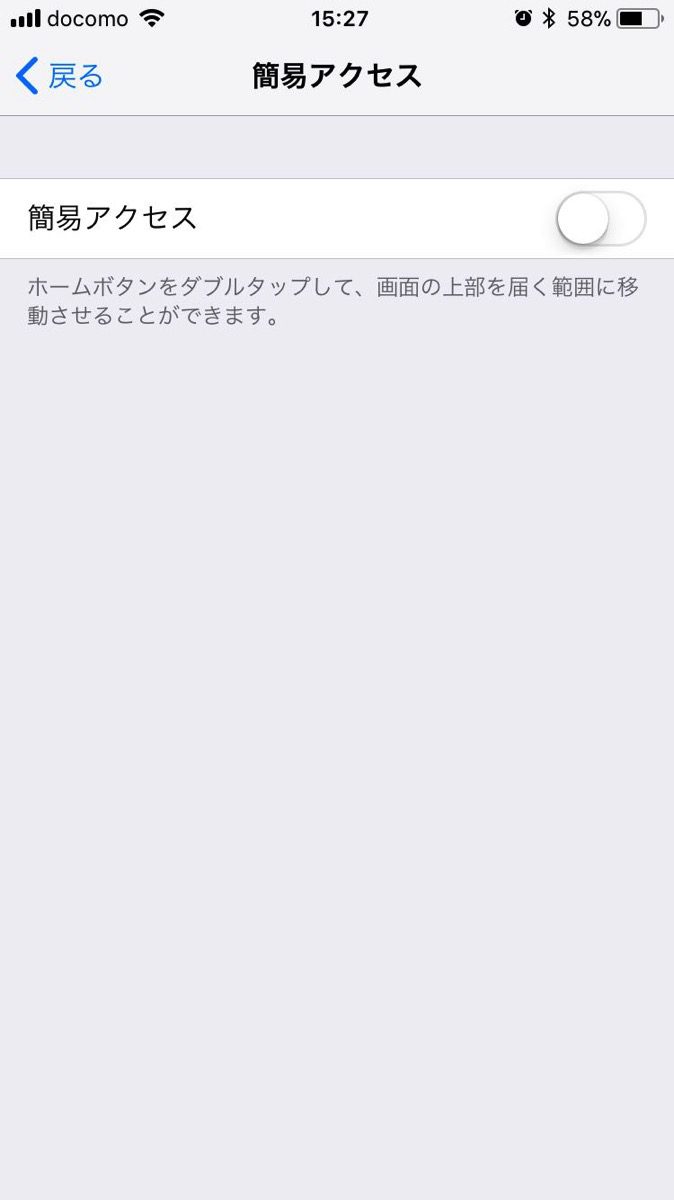 docomo 15:27 58%
戻る 簡易アクセス
簡易アクセス
ホームボタンをダブルタップして、画面の上部を届く範囲に移
動させることができます。